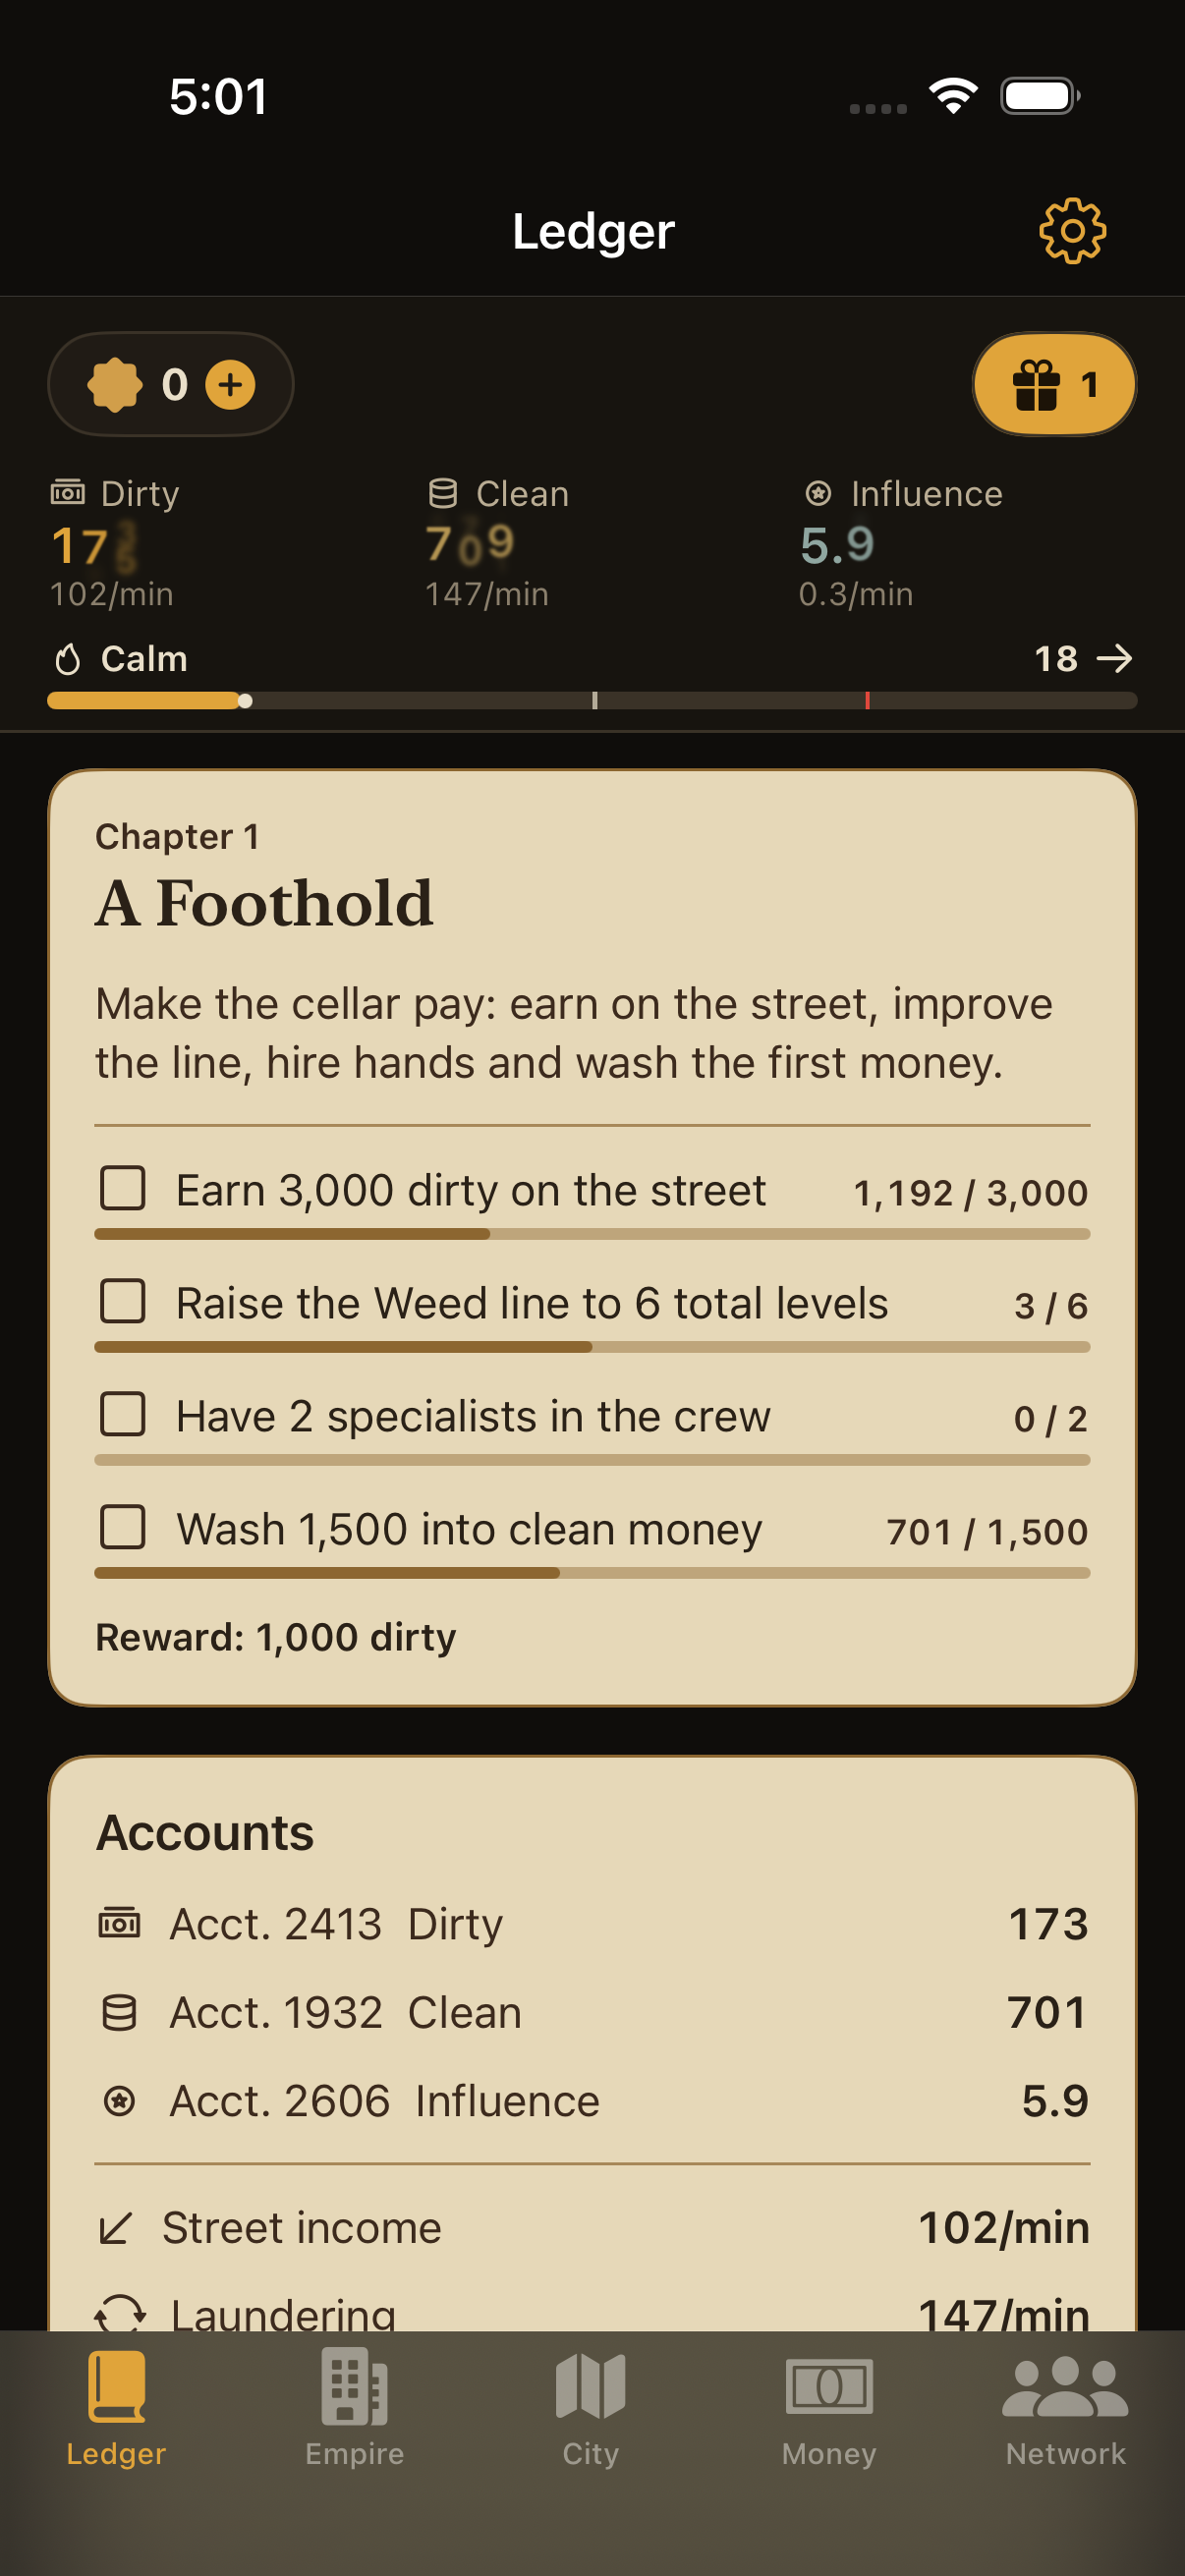 5:01
Ledger
0
1
Dirty
Clean
Influence
5.9
102/min
147/min
0.3/min
Calm
18
Chapter 1
A Foothold
Make the cellar pay: earn on the street, improve
the line, hire hands and wash the first money.
Earn 3,000 dirty on the street
1,192 / 3,000
Raise the Weed line to 6 total levels
3 / 6
Have 2 specialists in the crew
0 / 2
Wash 1,500 into clean money
701 / 1,500
Reward: 1,000 dirty
Accounts
Acct. 2413 Dirty
173
Acct. 1932 Clean
701
Acct. 2606 Influence
5.9
Street income
102/min
Laundering
147/min
Ledger
Empire
City
Money
Network